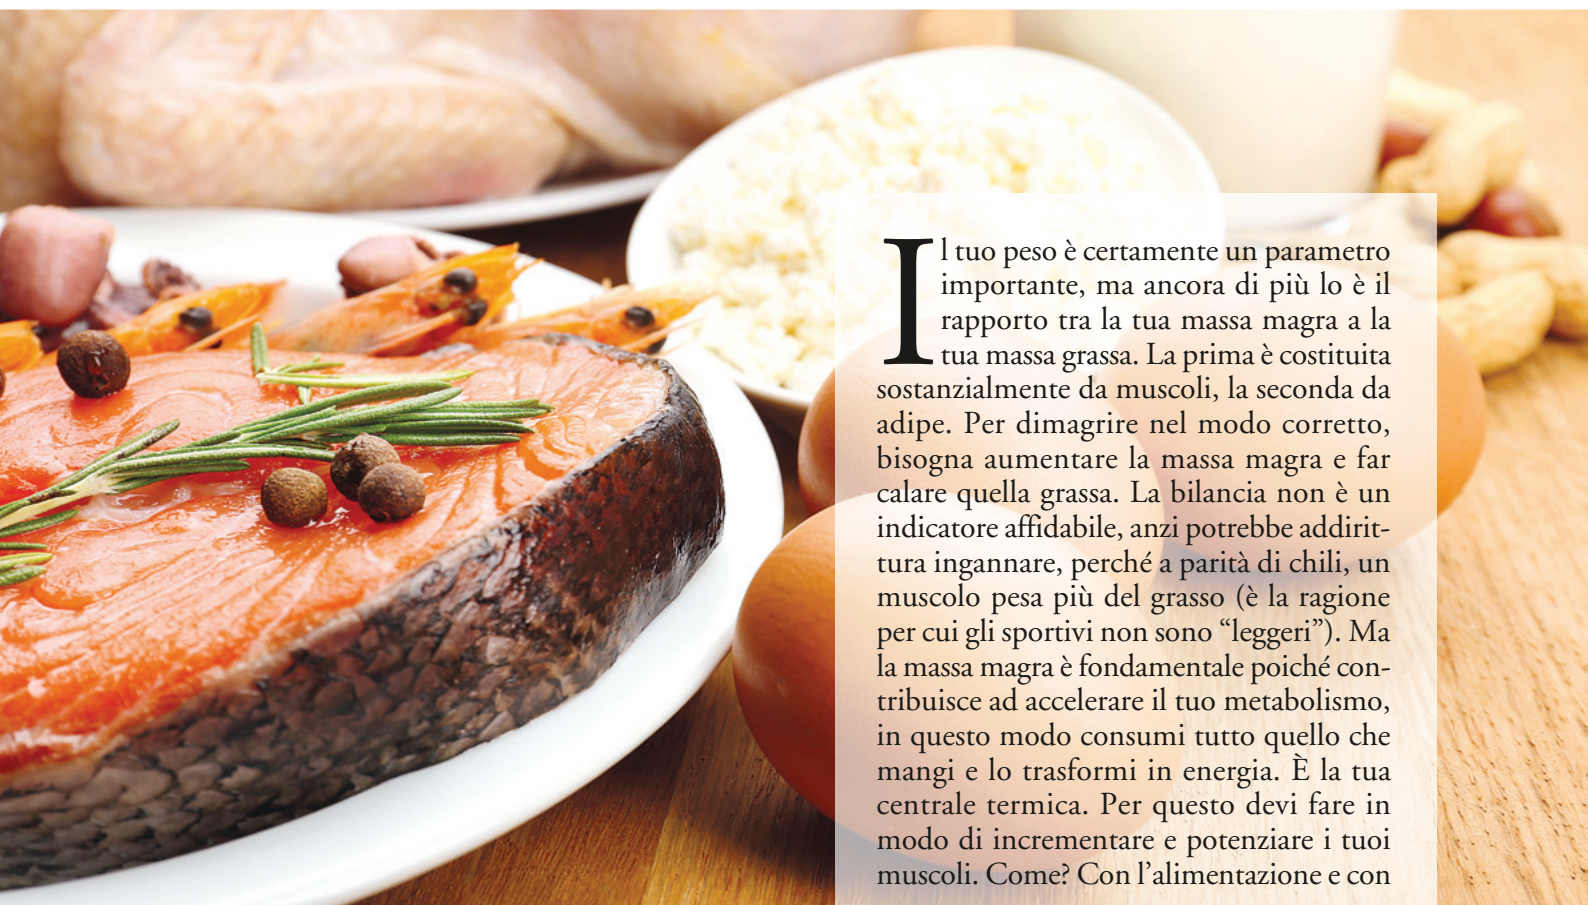 Il tuo peso è certamente un parametro
importante, ma ancora di più lo è il
rapporto tra la tua massa magra a la
tua massa grassa. La prima è costituita
sostanzialmente da muscoli, la seconda da
adipe. Per dimagrire nel modo corretto,
bisogna aumentare la massa magra e far
calare quella grassa. La bilancia non è un
indicatore affidabile, anzi potrebbe addirit-
tura ingannare, perché a parità di chili, un
muscolo pesa più del grasso (è la ragione
per cui gli sportivi non sono “leggeri”). Ma
la massa magra è fondamentale poiché con-
tribuisce ad accelerare il tuo metabolismo,
in questo modo consumi tutto quello che
mangi e lo trasformi in energia. È la tua
centrale termica. Per questo devi fare in
modo di incrementare e potenziare i tuoi
muscoli. Come? Con l’alimentazione e con